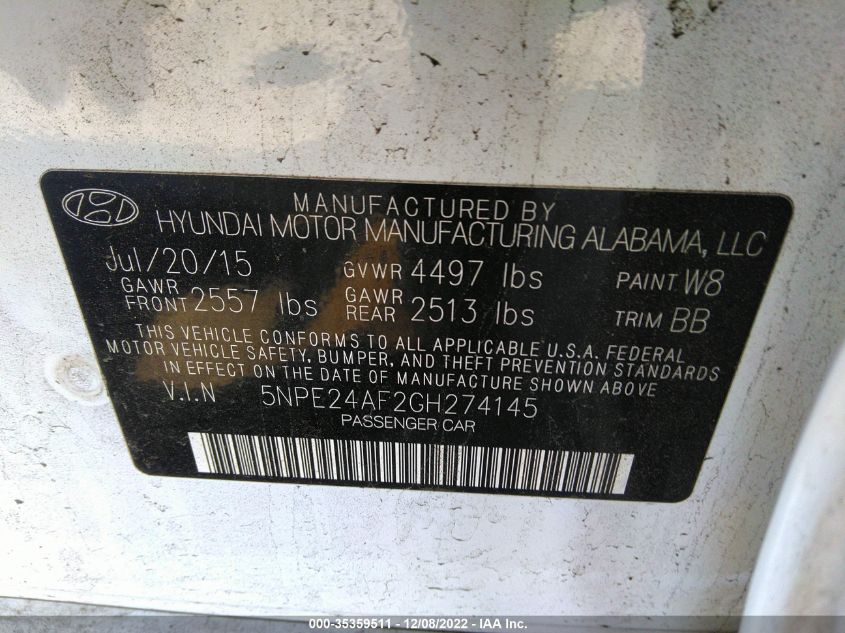 MANUFACTURED BY
HYUNDAI MOTOR MANUFACTURING ALABAMA, LLC
Jul/20/15 GVWR 4497 lbs PAINT W8
GAWR FRONT 2557 lbs GAWR REAR 2513 lbs TRIM BB
THIS VEHICLE CONFORMS TO ALL APPLICABLE U.S.A. FEDERAL
MOTOR VEHICLE SAFETY, BUMPER, AND THEFT PREVENTION STANDARDS
IN EFFECT ON THE DATE OF MANUFACTURE SHOWN ABOVE
V.I.N 5NPE24AF2GH274145
PASSENGER CAR
000-35359511 - 12/08/2022 - IAA Inc.